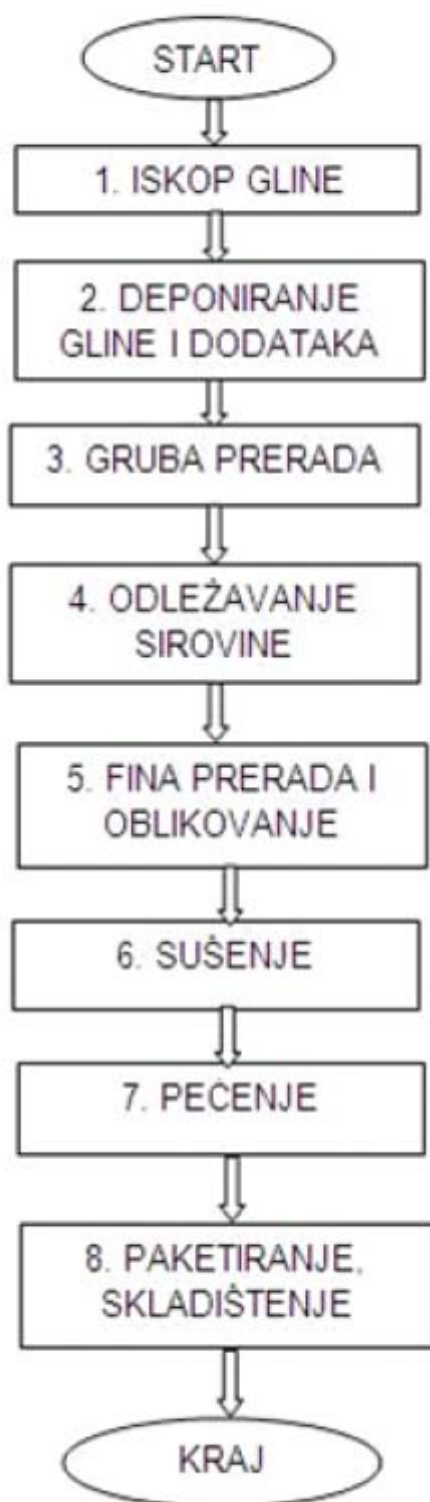 START
1. ISKOP GLINE
2. DEPONIRANJE
GLINE I DODATAKA
3. GRUBA PRERADA
4. ODLEŽAVANJE
SIROVINE
5. FINA PRERADA I
OBLIKOVANJE
6. SUŠENJE
7. PEČENJE
8. PAKETIRANJE,
SKLADIŠTENJE
KRAJ